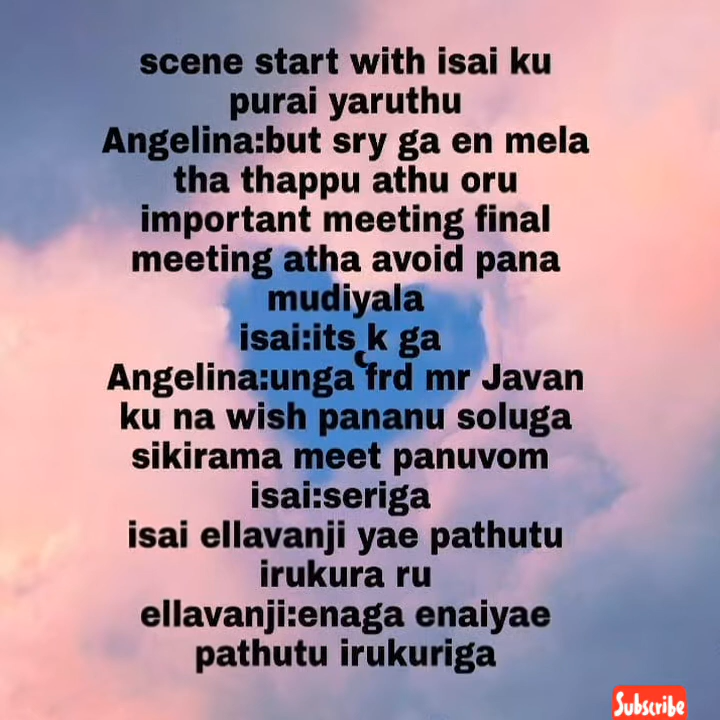 scene start with isai ku
purai yaruthu
Angelina:but sry ga en mela
tha thappu athu oru
important meeting final
meeting atha avoid pana
mudiyala
isai:its k ga
Angelina:unga frd mr Javan
ku na wish pananu soluga
sikirama meet panuvom
isai:seriga
isai ellavanji yae pathutu
irukura ru
ellavanji:enaga enaiyae
pathutu irukuriga
Subscribe